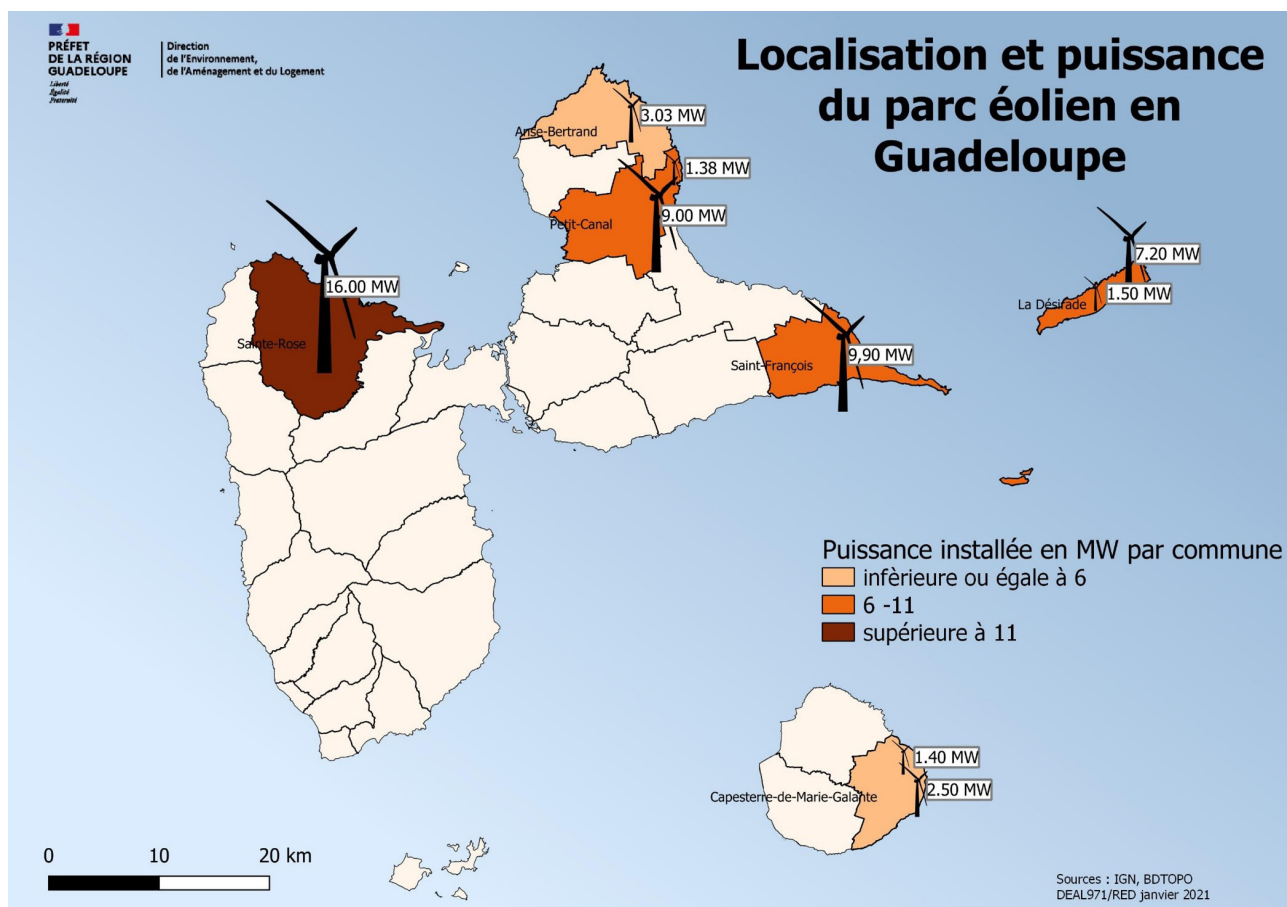 PRÉFET
DE LA RÉGION
GUADELOUPE
Liberté
Égalité
Fraternité
Direction
de l'Environnement,
de l'Aménagement et du Logement
Localisation et puissance
du parc éolien en
Guadeloupe
3.03 MW
Anse-Bertrand
1.38 MW
9.00 MW
Petit-Canal
7.20 MW
16.00 MW
1.50 MW
La Désirade
9,90 MW
Sainte-Rose
Saint-François
Puissance installée en MW par commune
infèrieure ou égale à 6
6 -11
supérieure à 11
1.40 MW
2.50 MW
Capesterre-de-Marie-Galante
0 10 20 km
Sources : IGN, BDTOPO
DEAL971/RED janvier 2021